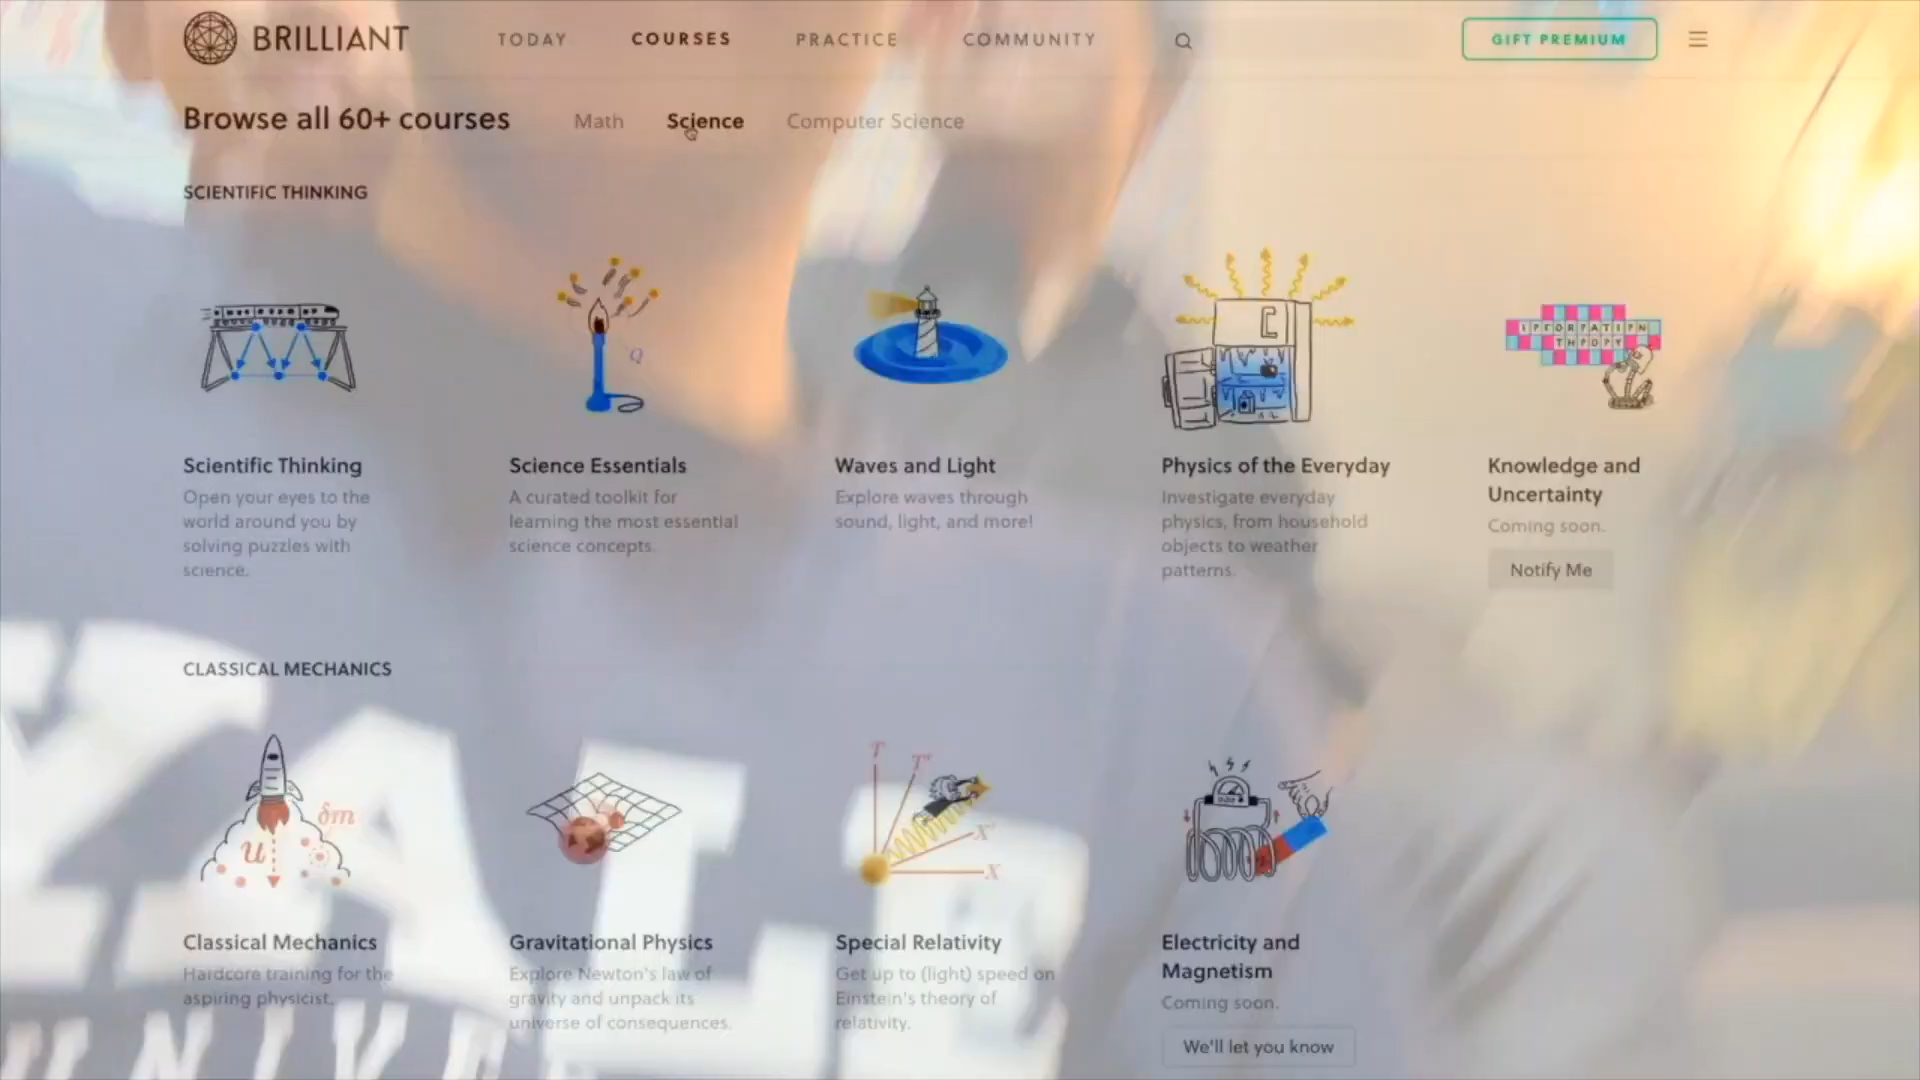 BRILLIANT
TODAY
COURSES
PRACTICE
COMMUNITY
GIFT PREMIUM
Browse all 60+ courses
Math
Science
Computer Science
SCIENTIFIC THINKING
Q
C
Scientific Thinking
Open your eyes to the
world around you by
solving puzzles with
science.
Science Essentials
A curated toolkit for
learning the most essential
science concepts.
Waves and Light
Explore waves through
sound, light, and more!
Physics of the Everyday
Investigate everyday
physics, from household
objects to weather
patterns.
Knowledge and
Uncertainty
Coming soon.
Notify Me
CLASSICAL MECHANICS
δm
u
T
T'
X'
X
Classical Mechanics
Hardcore training for the
aspiring physicist.
Gravitational Physics
Explore Newton's law of
gravity and unpack its
universe of consequences.
Special Relativity
Get up to (light) speed on
Einstein's theory of
relativity.
Electricity and
Magnetism
Coming soon.
We'll let you know
YALE
UNIVE